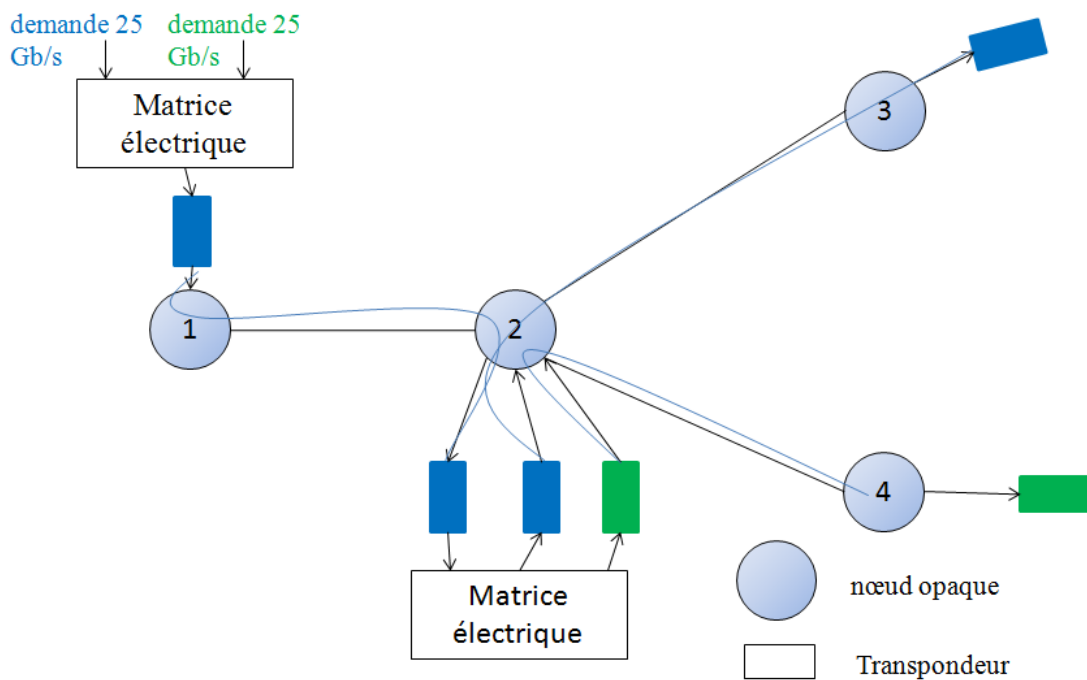 demande 25
Gb/s
demande 25
Gb/s
Matrice
électrique
3
1
2
4
Matrice
électrique
nœud opaque
Transpondeur